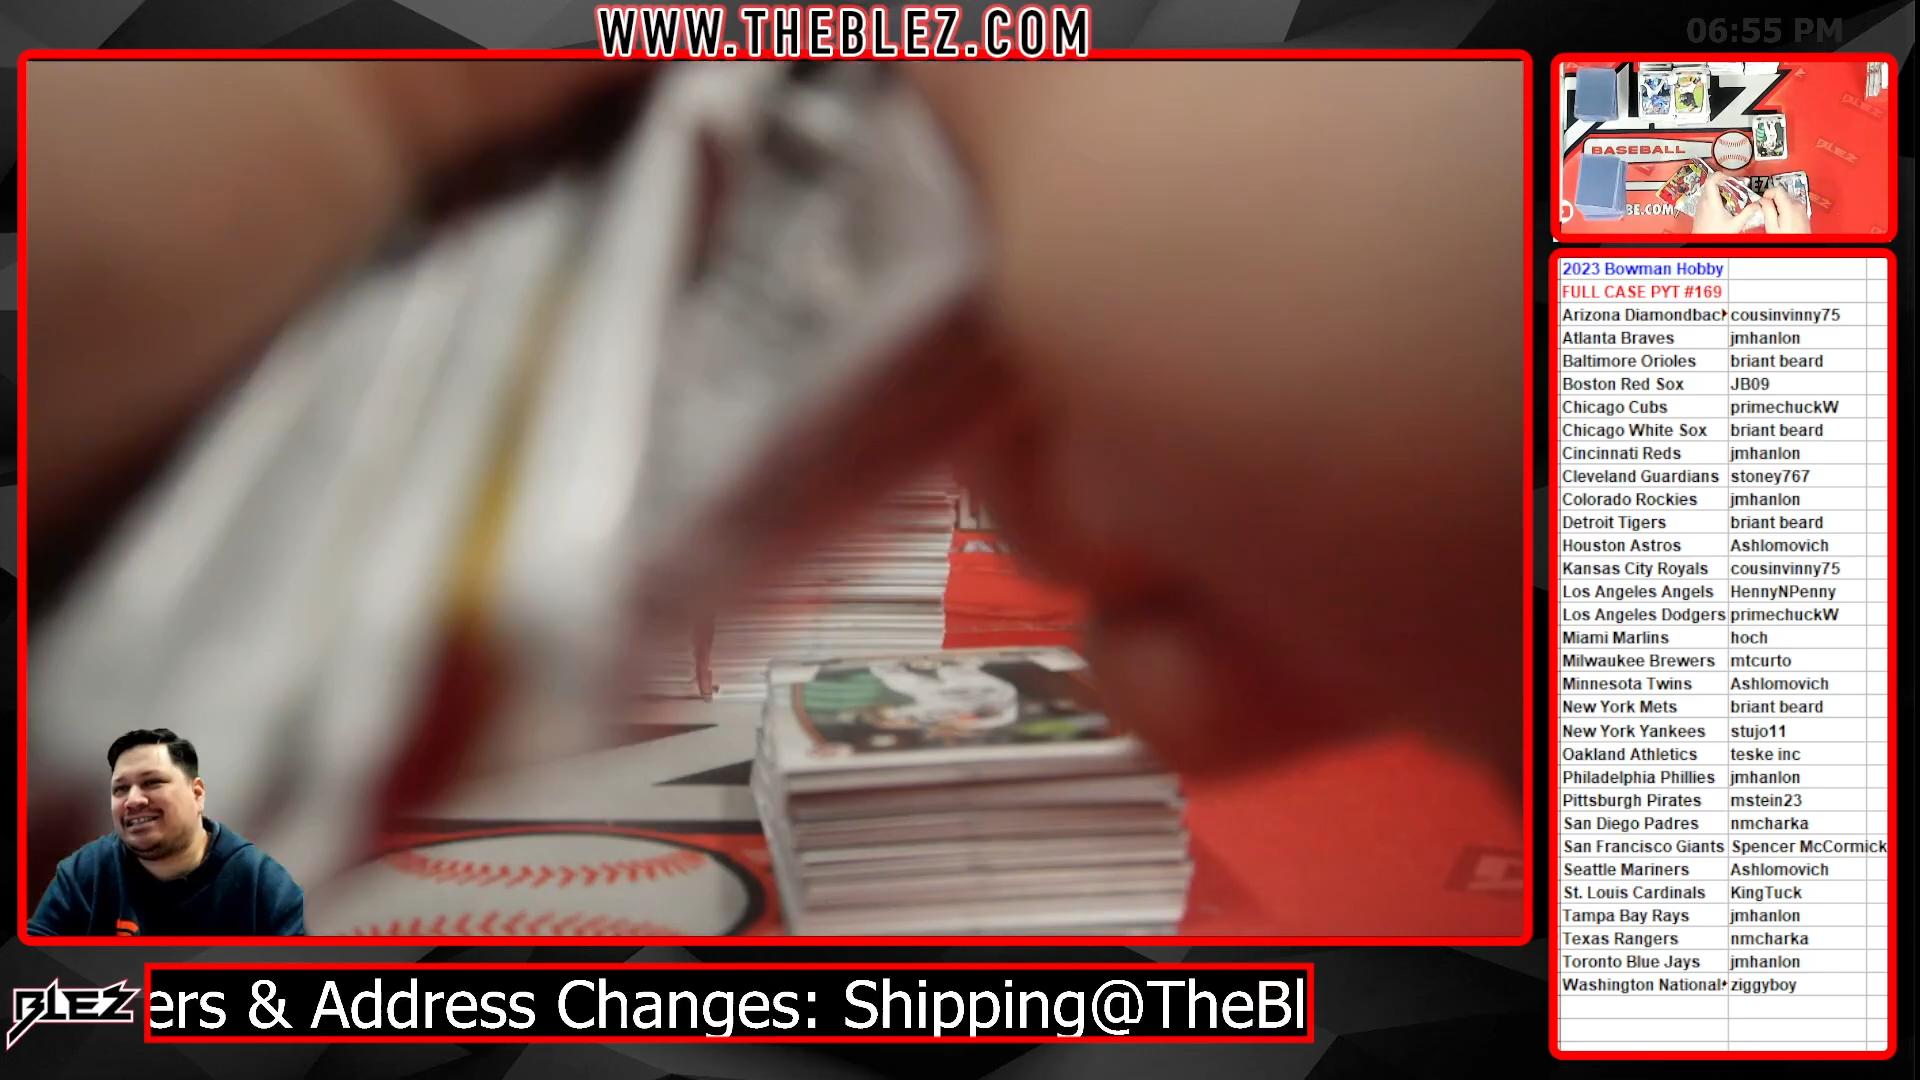 WWW.THEBLEZ.COM
06:55 PM
BASEBALL
BLEZ
BE.COM
2023 Bowman Hobby
FULL CASE PYT #169
Arizona Diamondbac cousinvinny75
Atlanta Braves jmhanlon
Baltimore Orioles briant beard
Boston Red Sox JB09
Chicago Cubs primechuckW
Chicago White Sox briant beard
Cincinnati Reds jmhanlon
Cleveland Guardians stoney767
Colorado Rockies jmhanlon
Detroit Tigers briant beard
Houston Astros Ashlomovich
Kansas City Royals cousinvinny75
Los Angeles Angels HennyNPenny
Los Angeles Dodgers primechuckW
Miami Marlins hoch
Milwaukee Brewers mtcurto
Minnesota Twins Ashlomovich
New York Mets briant beard
New York Yankees stujo11
Oakland Athletics teske inc
Philadelphia Phillies jmhanlon
Pittsburgh Pirates mstein23
San Diego Padres nmcharka
San Francisco Giants Spencer McCormick
Seattle Mariners Ashlomovich
St. Louis Cardinals KingTuck
Tampa Bay Rays jmhanlon
Texas Rangers nmcharka
Toronto Blue Jays jmhanlon
Washington National ziggyboy
BLEZ
ers & Address Changes: Shipping@TheBl